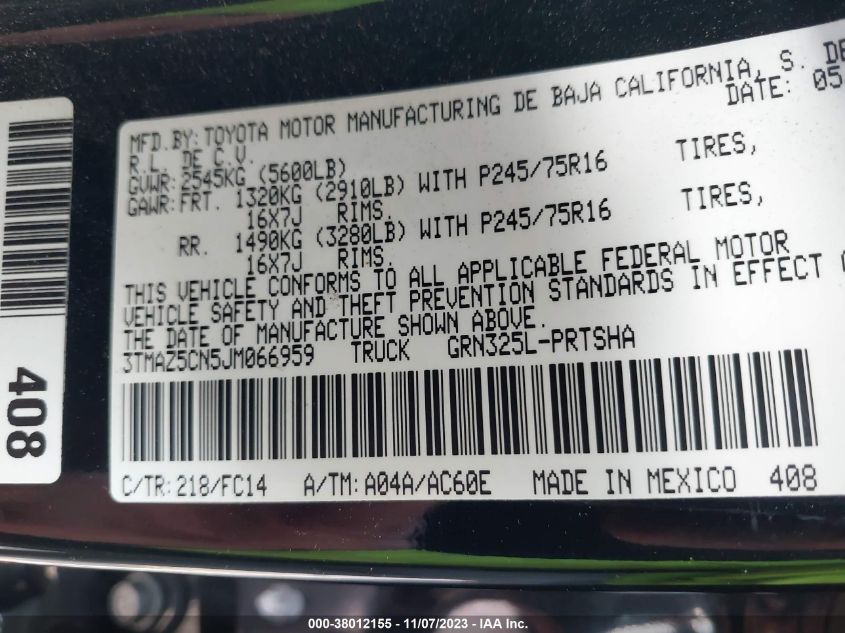 MFD.BY: TOYOTA MOTOR MANUFACTURING DE BAJA CALIFORNIA, S. DE
R.L. DE C.V. DATE: 05
GVWR: 2545KG (5600LB)
GAWR: FRT. 1320KG (2910LB) WITH P245/75R16 TIRES,
16X7J RIMS.
RR. 1490KG (3280LB) WITH P245/75R16 TIRES,
16X7J RIMS.
THIS VEHICLE CONFORMS TO ALL APPLICABLE FEDERAL MOTOR
VEHICLE SAFETY AND THEFT PREVENTION STANDARDS IN EFFECT
THE DATE OF MANUFACTURE SHOWN ABOVE.
3TMAZ5CN5JM066959 TRUCK GRN325L-PRTSHA
C/TR: 218/FC14 A/TM: A04A/AC60E MADE IN MEXICO 408
408
000-38012155 - 11/07/2023 - IAAI Inc.